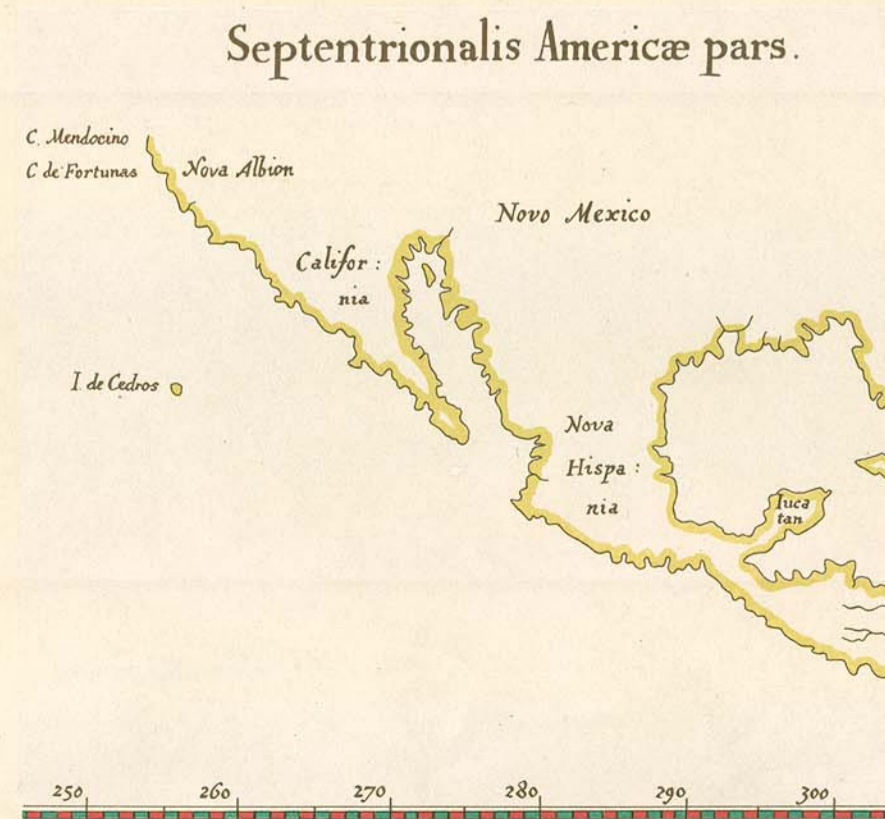 Septentrionalis Americæ pars.
C. Mendocino
C de Fortunas
Nova Albion
Novo Mexico
Califor :
nia
I. de Cedros
Nova
Hispa :
nia
Iuca
tan
250 260 270 280 290 300